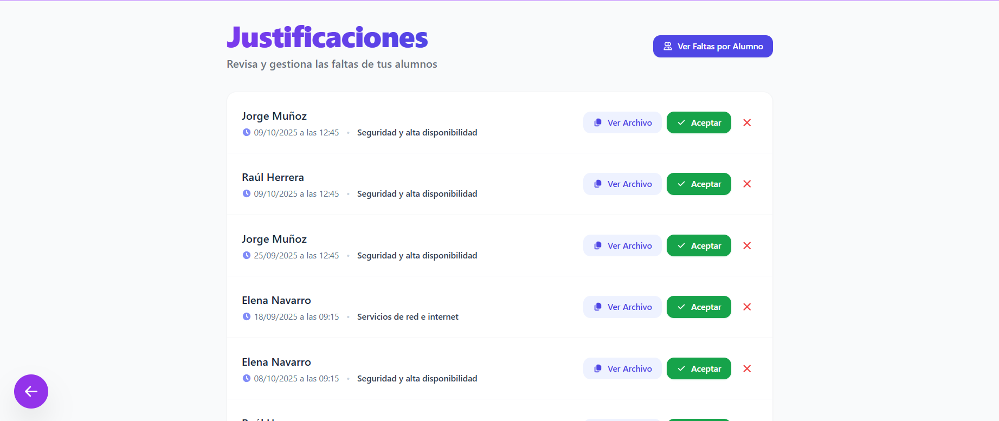 Justificaciones
Revisa y gestiona las faltas de tus alumnos
Ver Faltas por Alumno
Jorge Muñoz
09/10/2025 a las 12:45 • Seguridad y alta disponibilidad
Ver Archivo
Aceptar
Raúl Herrera
09/10/2025 a las 12:45 • Seguridad y alta disponibilidad
Ver Archivo
Aceptar
Jorge Muñoz
25/09/2025 a las 12:45 • Seguridad y alta disponibilidad
Ver Archivo
Aceptar
Elena Navarro
18/09/2025 a las 09:15 • Servicios de red e internet
Ver Archivo
Aceptar
Elena Navarro
08/10/2025 a las 09:15 • Seguridad y alta disponibilidad
Ver Archivo
Aceptar